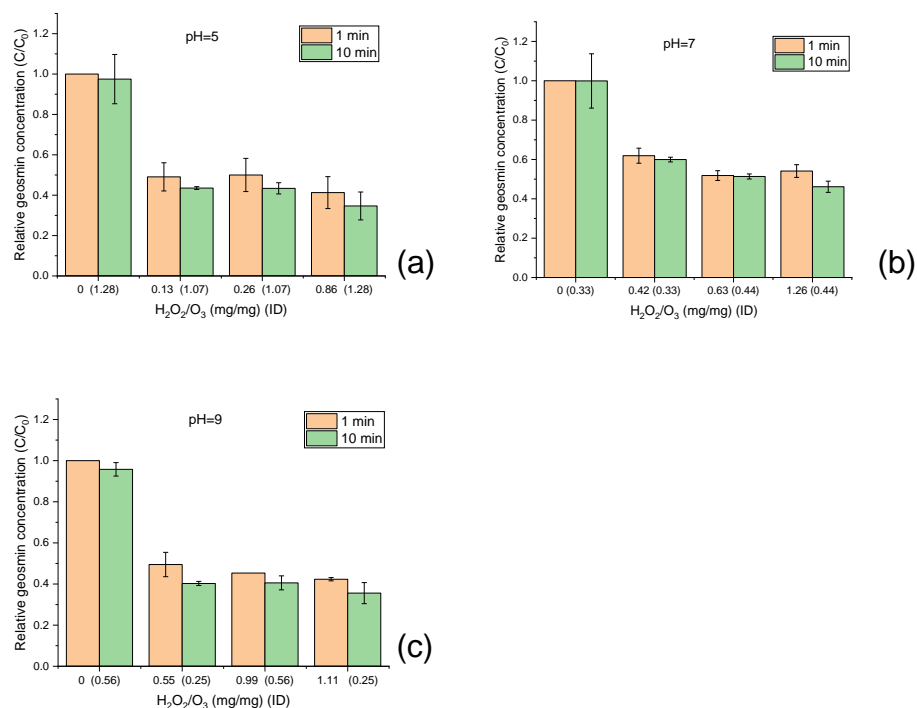 pH=5
1 min
10 min
1.2
1.0
0.8
0.6
0.4
0.2
0.0
Relative geosmin concentration (C/C₀)
0 (1.28) 0.13 (1.07) 0.26 (1.07) 0.86 (1.28)
H₂O₂/O₃ (mg/mg) (ID)
(a)
pH=7
1 min
10 min
1.2
1.0
0.8
0.6
0.4
0.2
0.0
Relative geosmin concentration (C/C₀)
0 (0.33) 0.42 (0.33) 0.63 (0.44) 1.26 (0.44)
H₂O₂/O₃ (mg/mg) (ID)
(b)
pH=9
1 min
10 min
1.2
1.0
0.8
0.6
0.4
0.2
0.0
Relative geosmin concentration (C/C₀)
0 (0.56) 0.55 (0.25) 0.99 (0.56) 1.11 (0.25)
H₂O₂/O₃ (mg/mg) (ID)
(c)